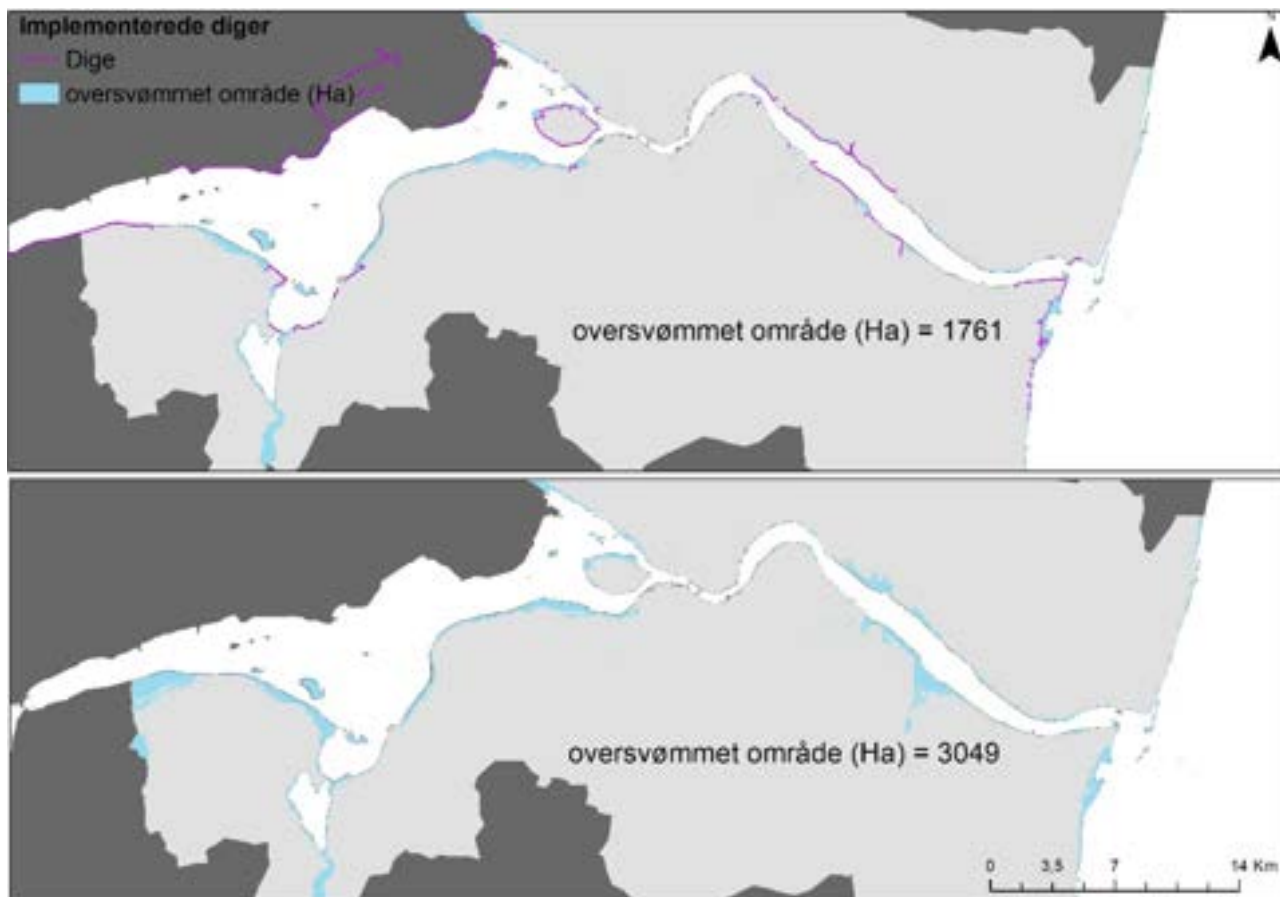 Implementerede diger
Dige
oversvømmet område (Ha)
N
oversvømmet område (Ha) = 1761
oversvømmet område (Ha) = 3049
0 3,5 7 14 Km